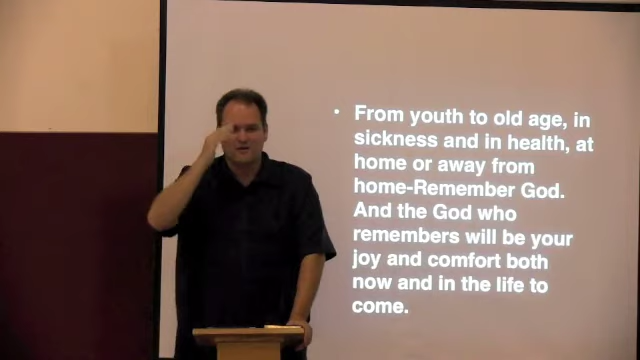 • From youth to old age, in
sickness and in health, at
home or away from
home-Remember God.
And the God who
remembers will be your
joy and comfort both
now and in the life to
come.